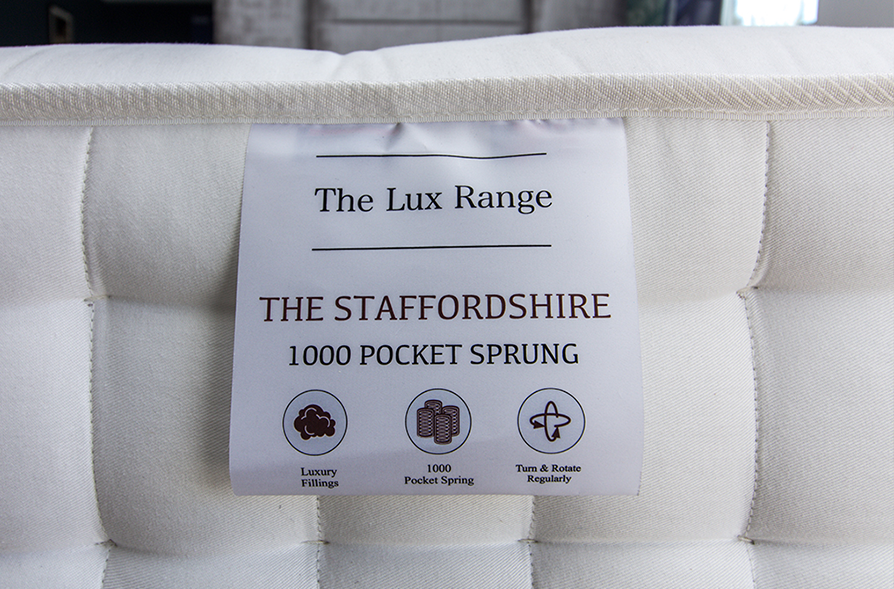 The Lux Range
THE STAFFORDSHIRE
1000 POCKET SPRUNG
Luxury
Fillings
1000
Pocket Spring
Turn & Rotate
Regularly